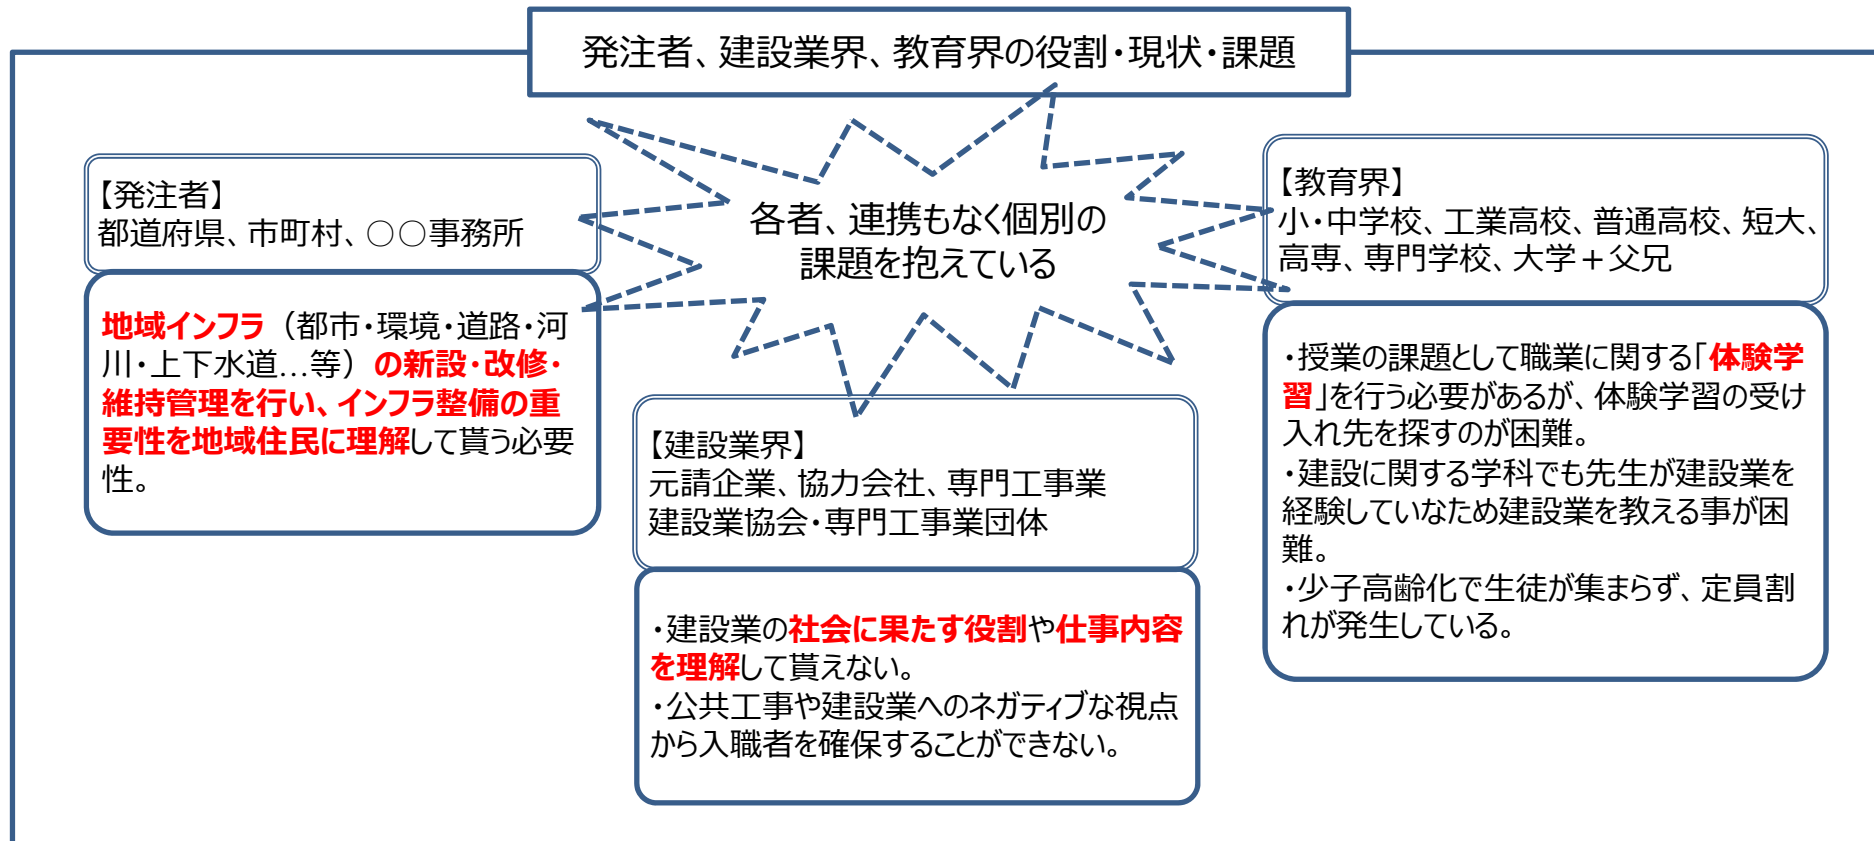 発注者、建設業界、教育界の役割・現状・課題
各者、連携もなく個別の
課題を抱えている
【発注者】
都道府県、市町村、○○事務所
地域インフラ（都市・環境・道路・河
川・上下水道…等）の新設・改修・
維持管理を行い、インフラ整備の重
要性を地域住民に理解して貰う必要
性。
【建設業界】
元請企業、協力会社、専門工事業
建設業協会・専門工事業団体
・建設業の社会に果たす役割や仕事内容
を理解して貰えない。
・公共工事や建設業へのネガティブな視点
から入職者を確保することができない。
【教育界】
小・中学校、工業高校、普通高校、短大、
高専、専門学校、大学＋父兄
・授業の課題として職業に関する「体験学
習」を行う必要があるが、体験学習の受け
入れ先を探すのが困難。
・建設に関する学科でも先生が建設業を
経験していなため建設業を教える事が困
難。
・少子高齢化で生徒が集まらず、定員割
れが発生している。